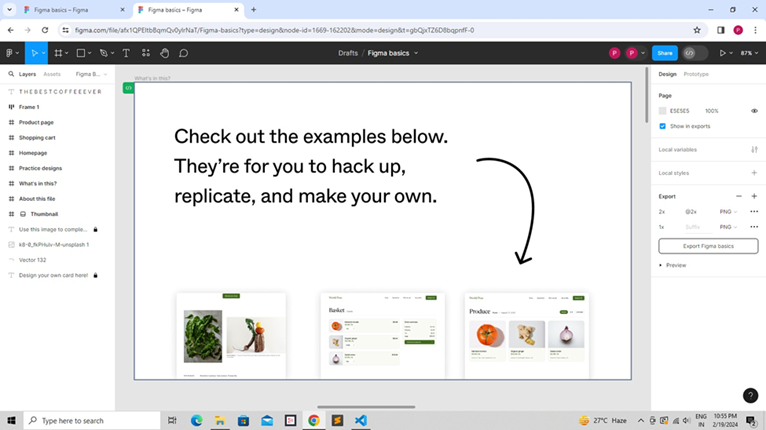 Figma basics – Figma
Figma basics – Figma
figma.com/file/afx1QPEIttbBqmQv0ylrNaT/Figma-basics?type=design&node-id=1669-162202&mode=design&t=gbQjxTZ6D8bqpnfF-0
P
Drafts / Figma basics
P
P
Share
87%
Layers
Assets
Figma B...
Design
Prototype
T H E B E S T C O F F E E E V E R
Frame 1
Product page
Shopping cart
Homepage
Practice designs
What's in this?
About this file
Thumbnail
Use this image to comple...
k8-0_fkPHulv-M-unsplash 1
Vector 132
Design your own card here!
What's in this?
Check out the examples below.
They're for you to hack up,
replicate, and make your own.
Basket
Produce
Page
E5E5E5
100%
Show in exports
Local variables
Local styles
Export
2x
@2x
PNG
1x
Suffix
PNG
Export Figma basics
Preview
?
Type here to search
27°C Haze
ENG
IN
10:55 PM
2/19/2024
2